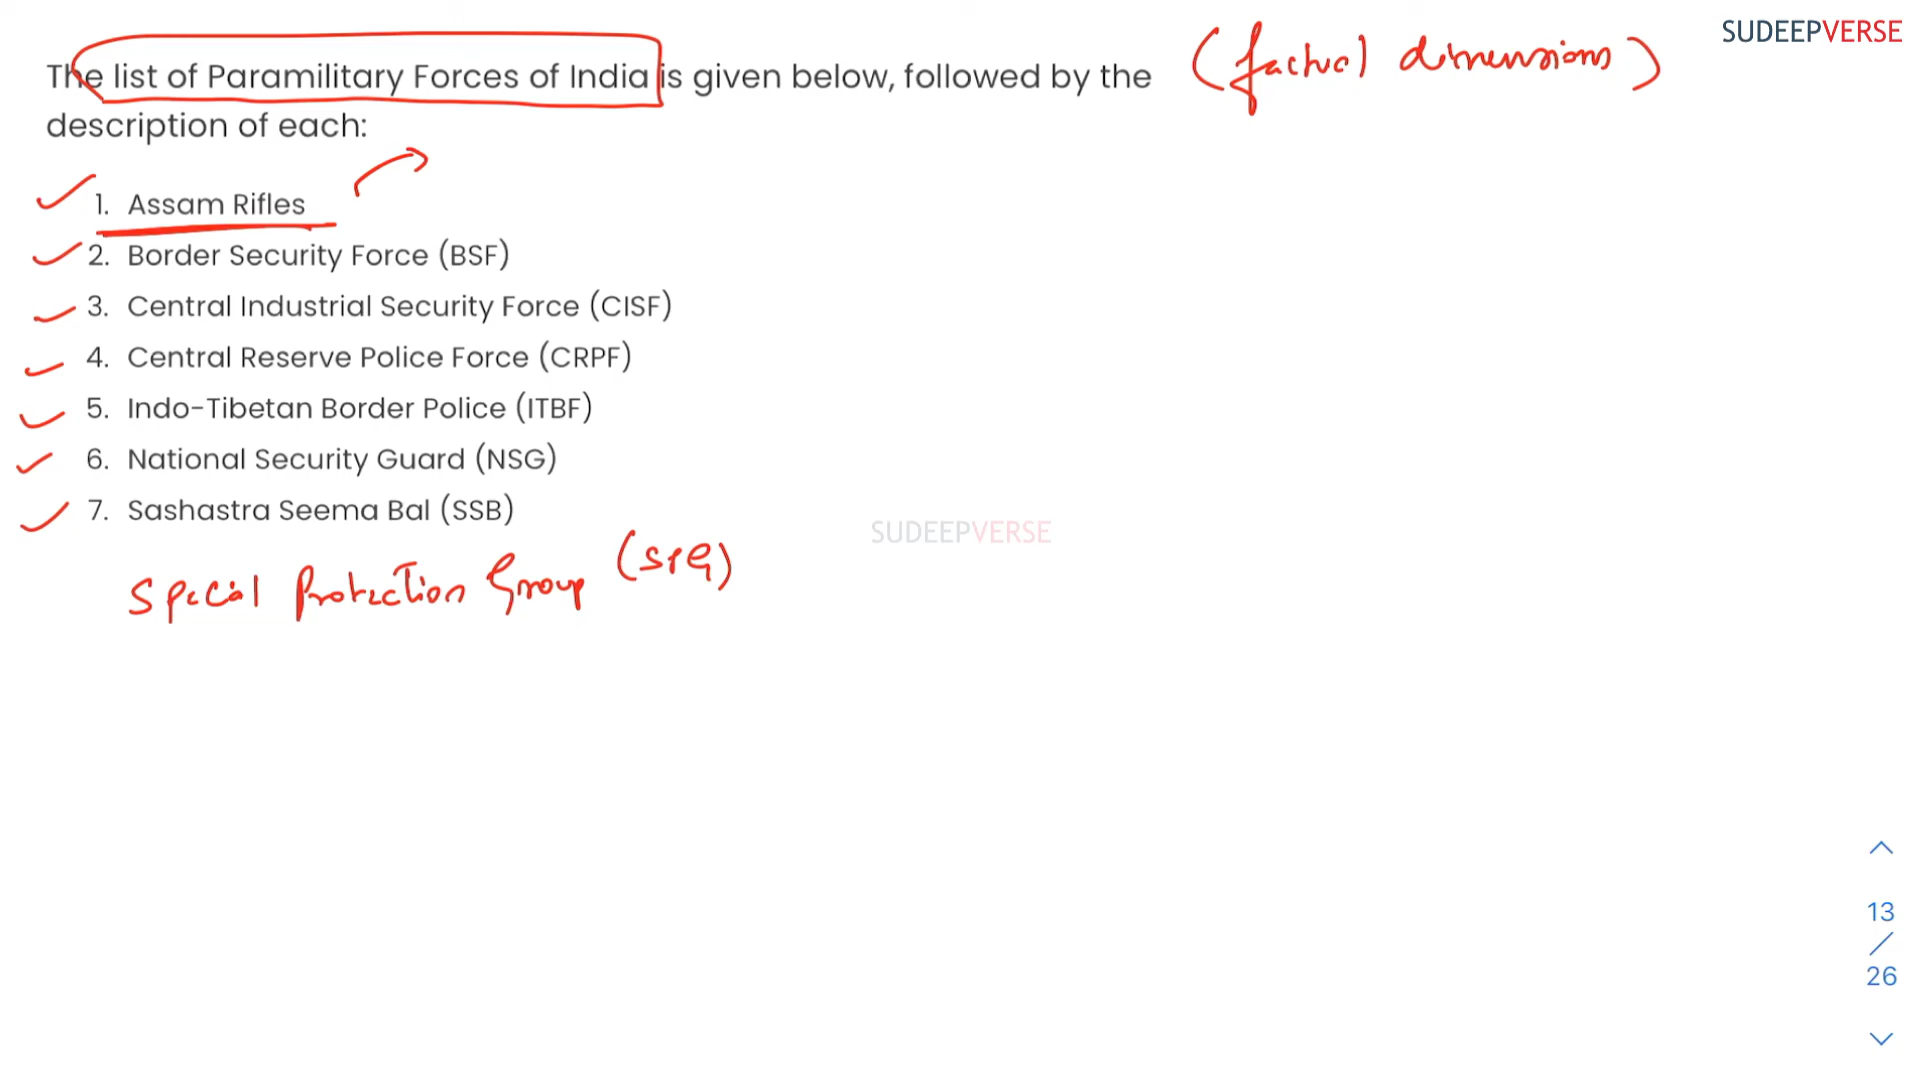 SUDEEPVERSE
The list of Paramilitary Forces of India is given below, followed by the (factual dimensions)
description of each:
1. Assam Rifles
2. Border Security Force (BSF)
3. Central Industrial Security Force (CISF)
4. Central Reserve Police Force (CRPF)
5. Indo-Tibetan Border Police (ITBF)
6. National Security Guard (NSG)
7. Sashastra Seema Bal (SSB)
SUDEEPVERSE
Special Protection Group (SPG)
13
/
26